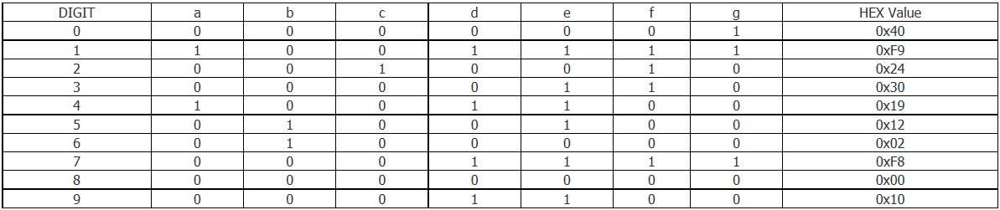 DIGIT a b c d e f g HEX Value
0 0 0 0 0 0 0 1 0x40
1 1 0 0 1 1 1 1 0xF9
2 0 0 1 0 0 1 0 0x24
3 0 0 0 0 1 1 0 0x30
4 1 0 0 1 1 0 0 0x19
5 0 1 0 0 1 0 0 0x12
6 0 1 0 0 0 0 0 0x02
7 0 0 0 1 1 1 1 0xF8
8 0 0 0 0 0 0 0 0x00
9 0 0 0 1 1 0 0 0x10